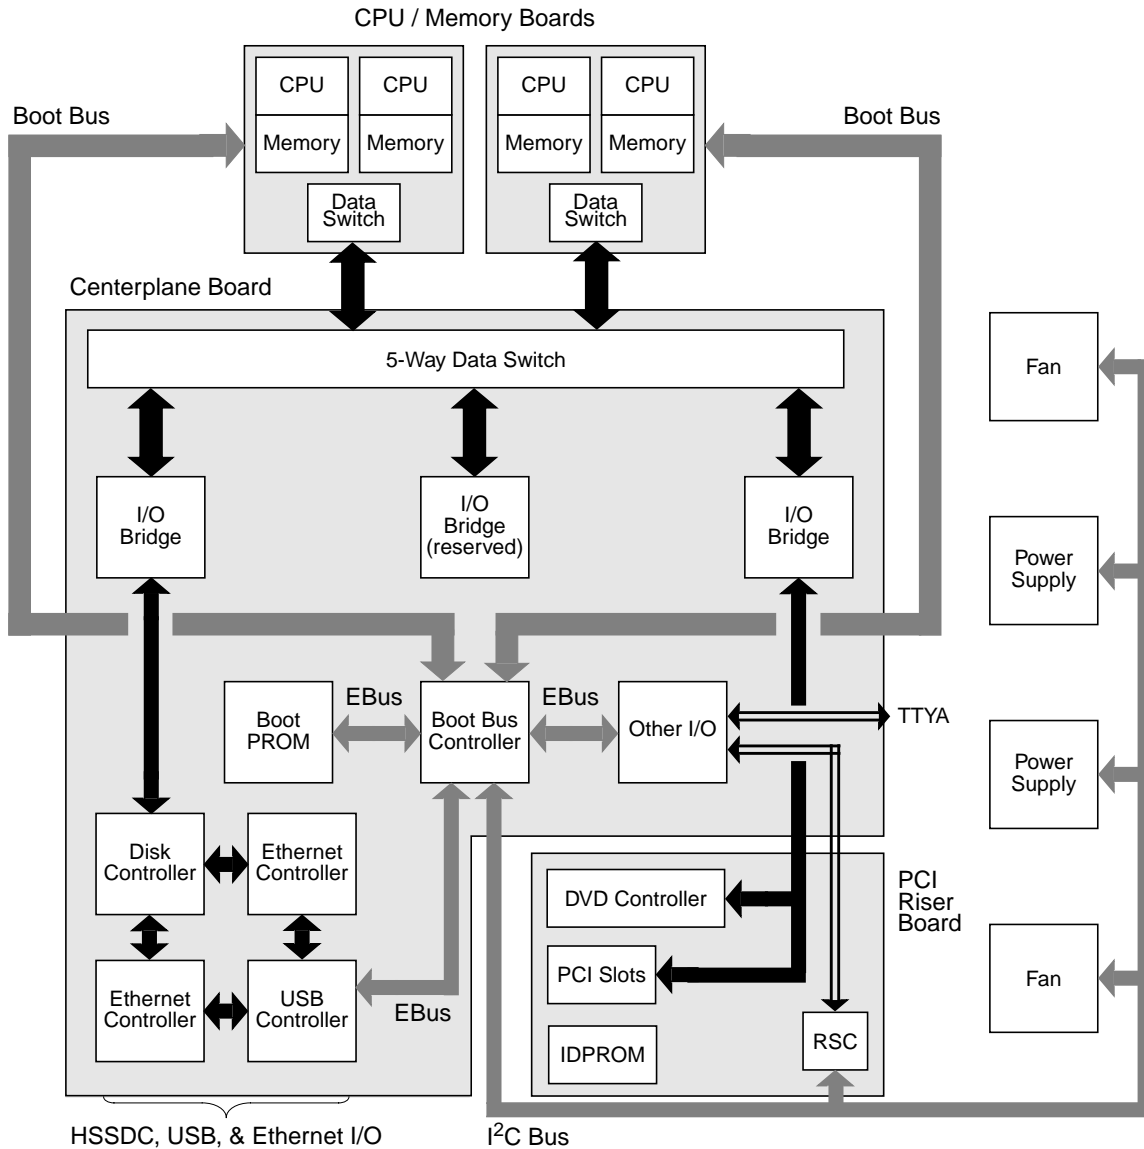 CPU / Memory Boards
CPU
CPU
CPU
CPU
Boot Bus
Boot Bus
Memory
Memory
Memory
Memory
Data
Switch
Data
Switch
Centerplane Board
5-Way Data Switch
Fan
I/O
Bridge
I/O
Bridge
(reserved)
I/O
Bridge
Power
Supply
EBus
EBus
Boot
PROM
Boot Bus
Controller
Other I/O
TTYA
Power
Supply
Disk
Controller
Ethernet
Controller
DVD Controller
PCI
Riser
Board
PCI Slots
Fan
Ethernet
Controller
USB
Controller
EBus
IDPROM
RSC
HSSDC, USB, & Ethernet I/O
I²C Bus